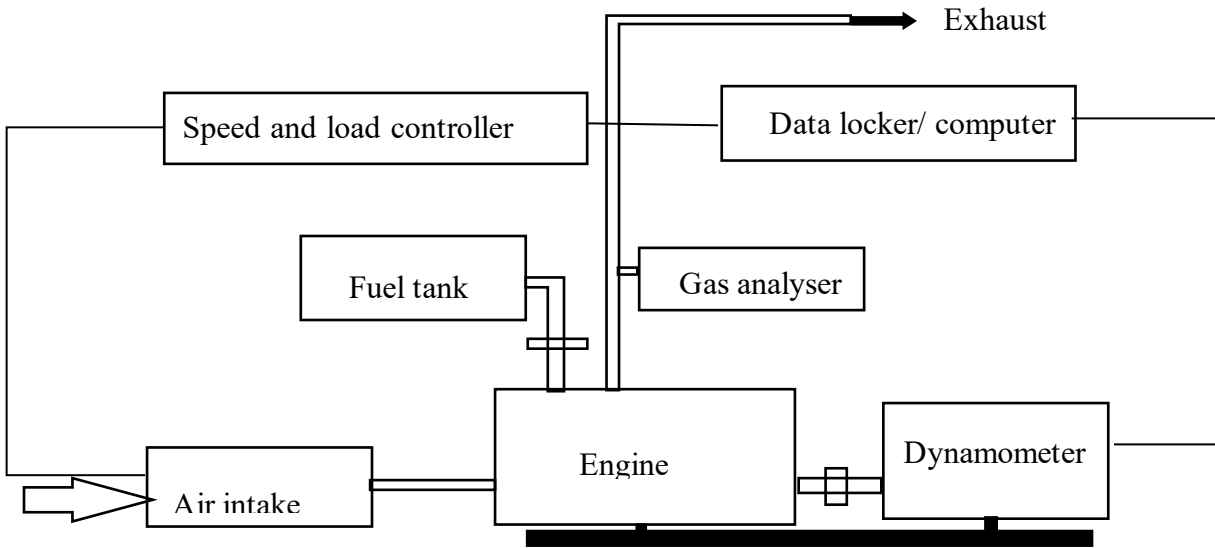 Exhaust
Speed and load controller
Data locker/ computer
Fuel tank
Gas analyser
Engine
Dynamometer
Air intake